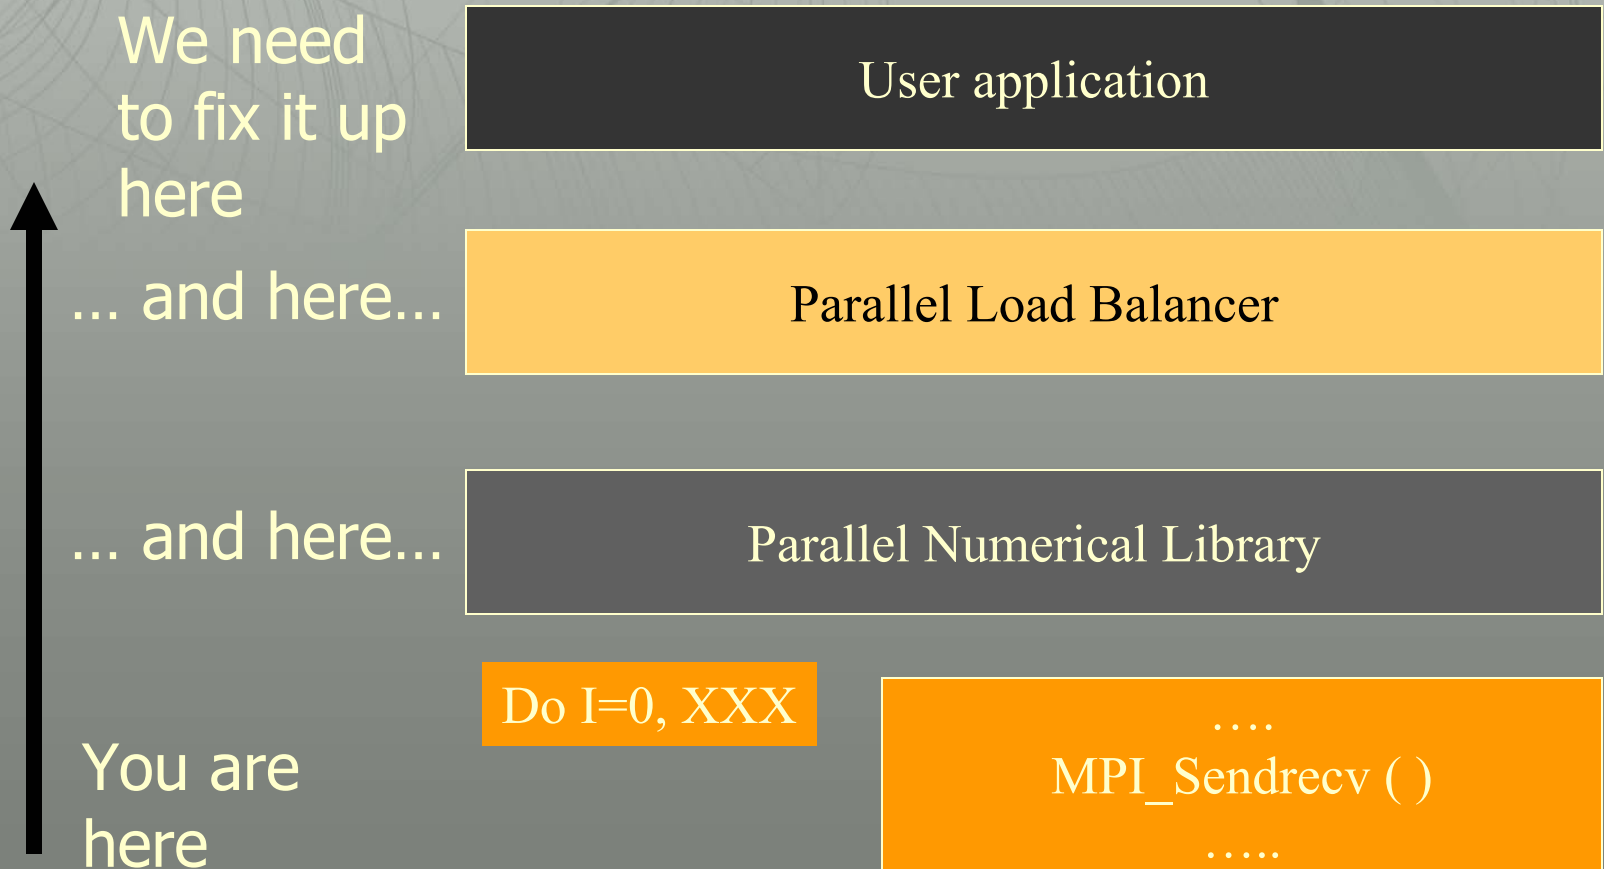 We need
to fix it up
here
User application
… and here…
Parallel Load Balancer
… and here…
Parallel Numerical Library
Do I=0, XXX
You are
here
….
MPI_Sendrecv ( )
…..